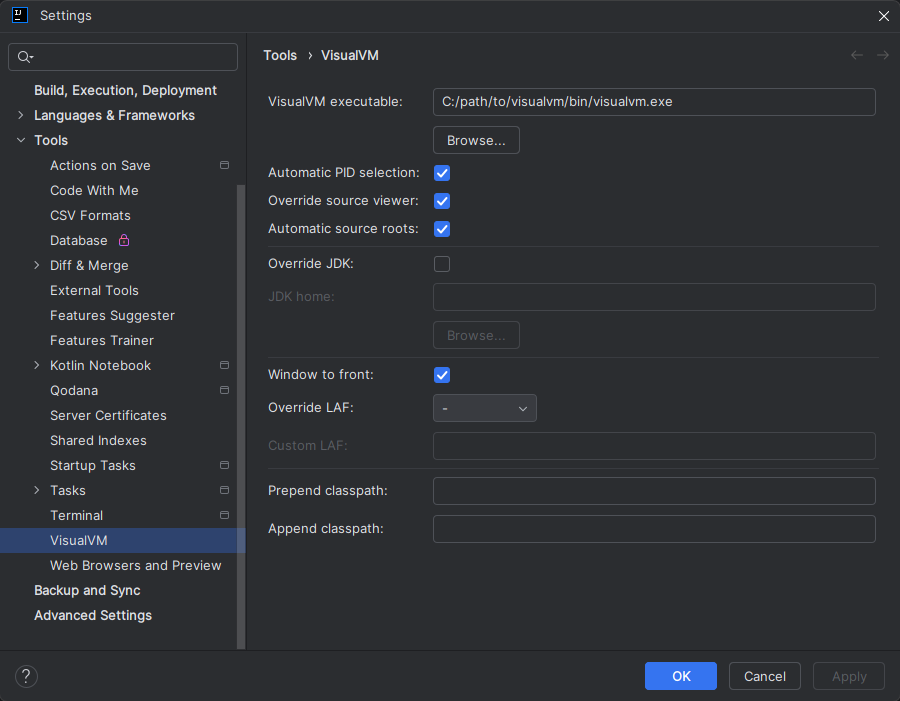 Settings
Build, Execution, Deployment
Languages & Frameworks
Tools
Actions on Save
Code With Me
CSV Formats
Database
Diff & Merge
External Tools
Features Suggester
Features Trainer
Kotlin Notebook
Qodana
Server Certificates
Shared Indexes
Startup Tasks
Tasks
Terminal
VisualVM
Web Browsers and Preview
Backup and Sync
Advanced Settings
Tools › VisualVM
VisualVM executable: C:/path/to/visualvm/bin/visualvm.exe
Browse...
Automatic PID selection:
Override source viewer:
Automatic source roots:
Override JDK:
JDK home:
Browse...
Window to front:
Override LAF: -
Custom LAF:
Prepend classpath:
Append classpath:
? OK Cancel Apply